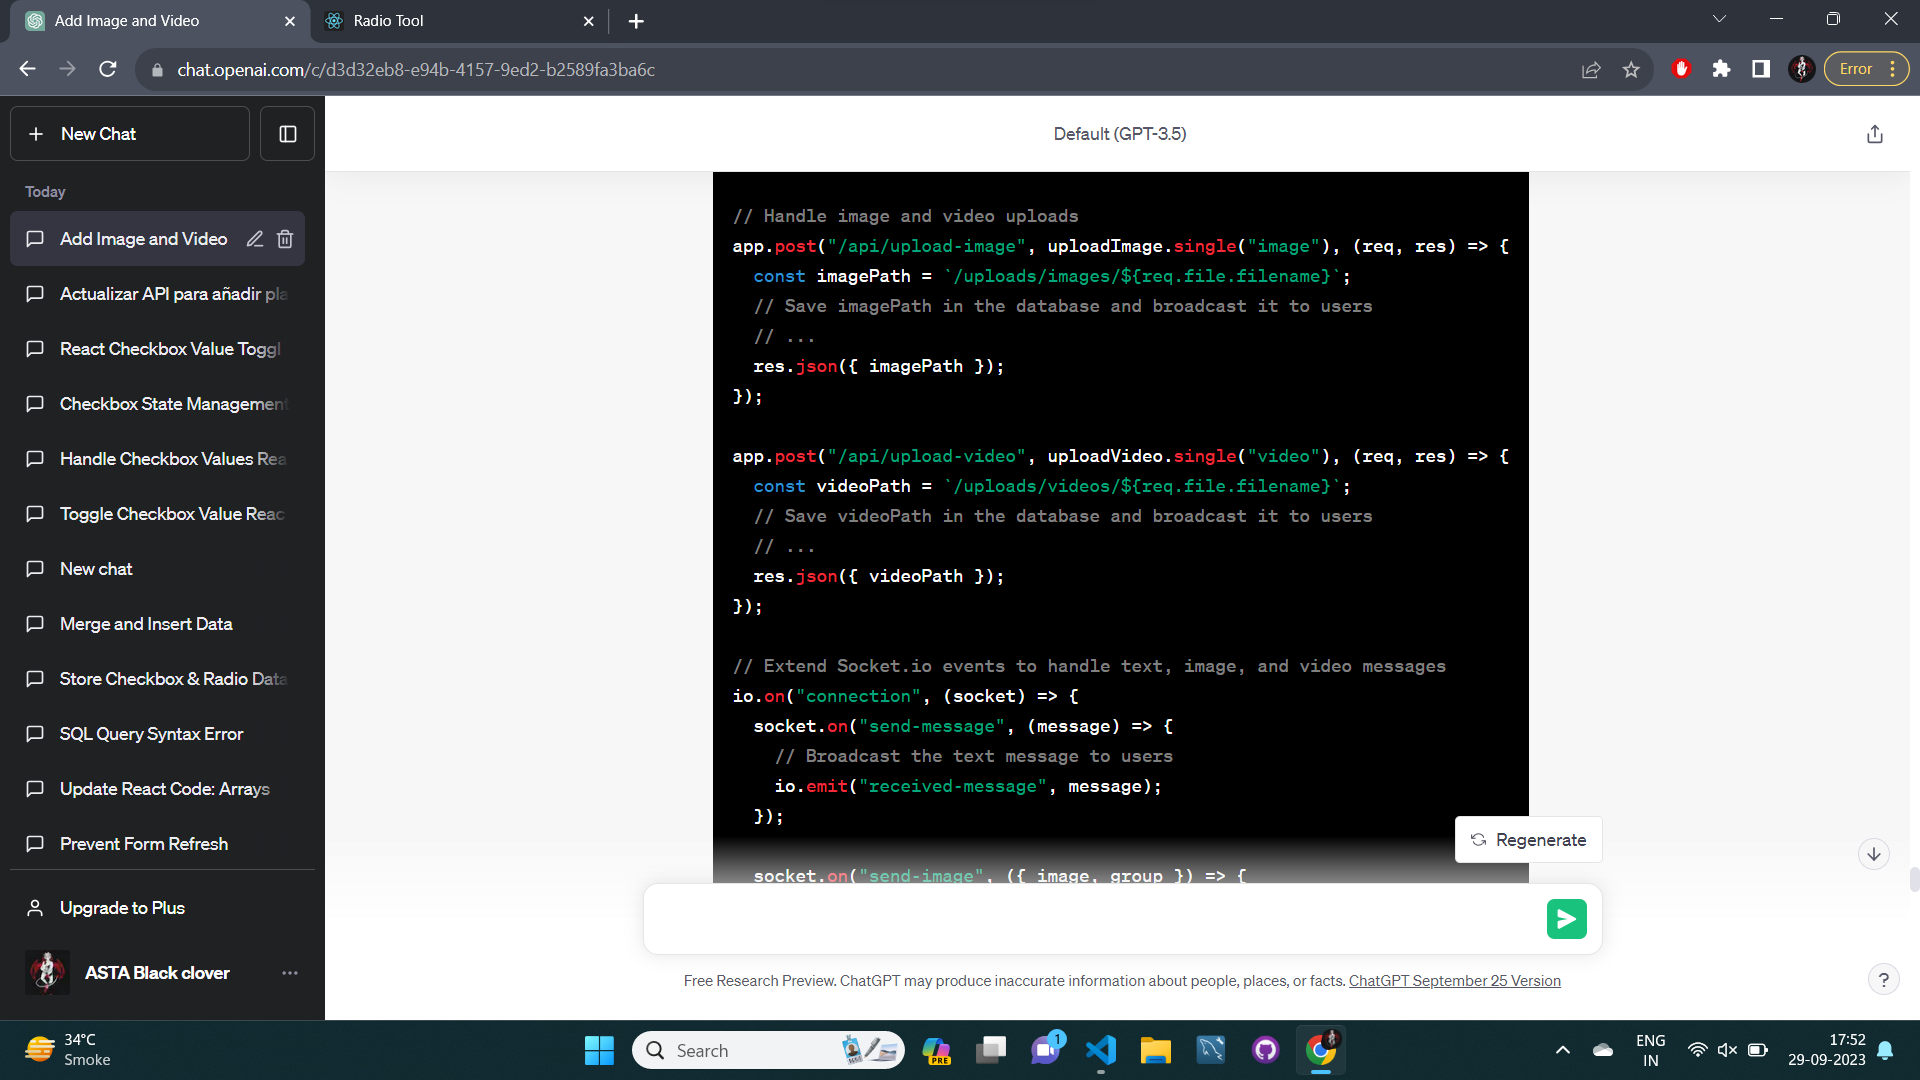 Add Image and Video
Radio Tool
chat.openai.com/c/d3d32eb8-e94b-4157-9ed2-b2589fa3ba6c
Error
New Chat
Default (GPT-3.5)
Today
Add Image and Video
Actualizar API para añadir pla
React Checkbox Value Toggl
Checkbox State Management
Handle Checkbox Values Rea
Toggle Checkbox Value Reac
New chat
Merge and Insert Data
Store Checkbox & Radio Data
SQL Query Syntax Error
Update React Code: Arrays
Prevent Form Refresh
Upgrade to Plus
ASTA Black clover
// Handle image and video uploads
app.post("/api/upload-image", uploadImage.single("image"), (req, res) => {
const imagePath = `/uploads/images/${req.file.filename}`;
// Save imagePath in the database and broadcast it to users
// ...
res.json({ imagePath });
});
app.post("/api/upload-video", uploadVideo.single("video"), (req, res) => {
const videoPath = `/uploads/videos/${req.file.filename}`;
// Save videoPath in the database and broadcast it to users
// ...
res.json({ videoPath });
});
// Extend Socket.io events to handle text, image, and video messages
io.on("connection", (socket) => {
socket.on("send-message", (message) => {
// Broadcast the text message to users
io.emit("received-message", message);
});
socket.on("send-image", ({ image, group }) => {
Regenerate
Free Research Preview. ChatGPT may produce inaccurate information about people, places, or facts. ChatGPT September 25 Version
?
34°C
Smoke
Search
PRE
1
ENG
IN
17:52
29-09-2023